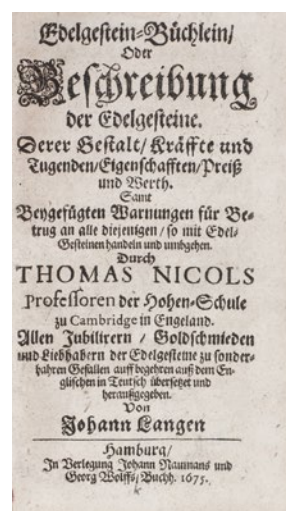 Edelgestein-Büchlein/
Oder
Beschreibung
der Edelgesteine.
Derer Gestalt/ Kräffte und
Tugenden/Eigenschafften/Preiß
und Werth.
Samt
Beygefügten Warnungen für Be-
trug an alle diejenigen/ so mit Edel-
Gesteinen handeln und umbgehen.
Durch
THOMAS NICOLS
Professoren der Hohen-Schule
zu Cambridge in Engeland.
Allen Jubilirern / Goldschmieden
und Liebhabern der Edelgesteine zu sonder-
bahren Gefallen auff begehren auß dem En-
glischen in Teutsch übersetzet und
herausgegeben.
Von
Johann Langen
Hamburg/
In Verlegung Johann Naumans und
Georg Wolffs/ Buchh. 1675.